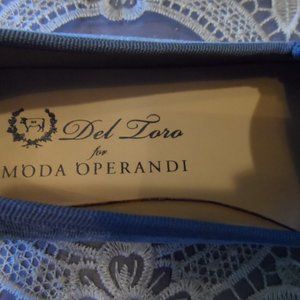 Del Toro
for
MODA OPERANDI